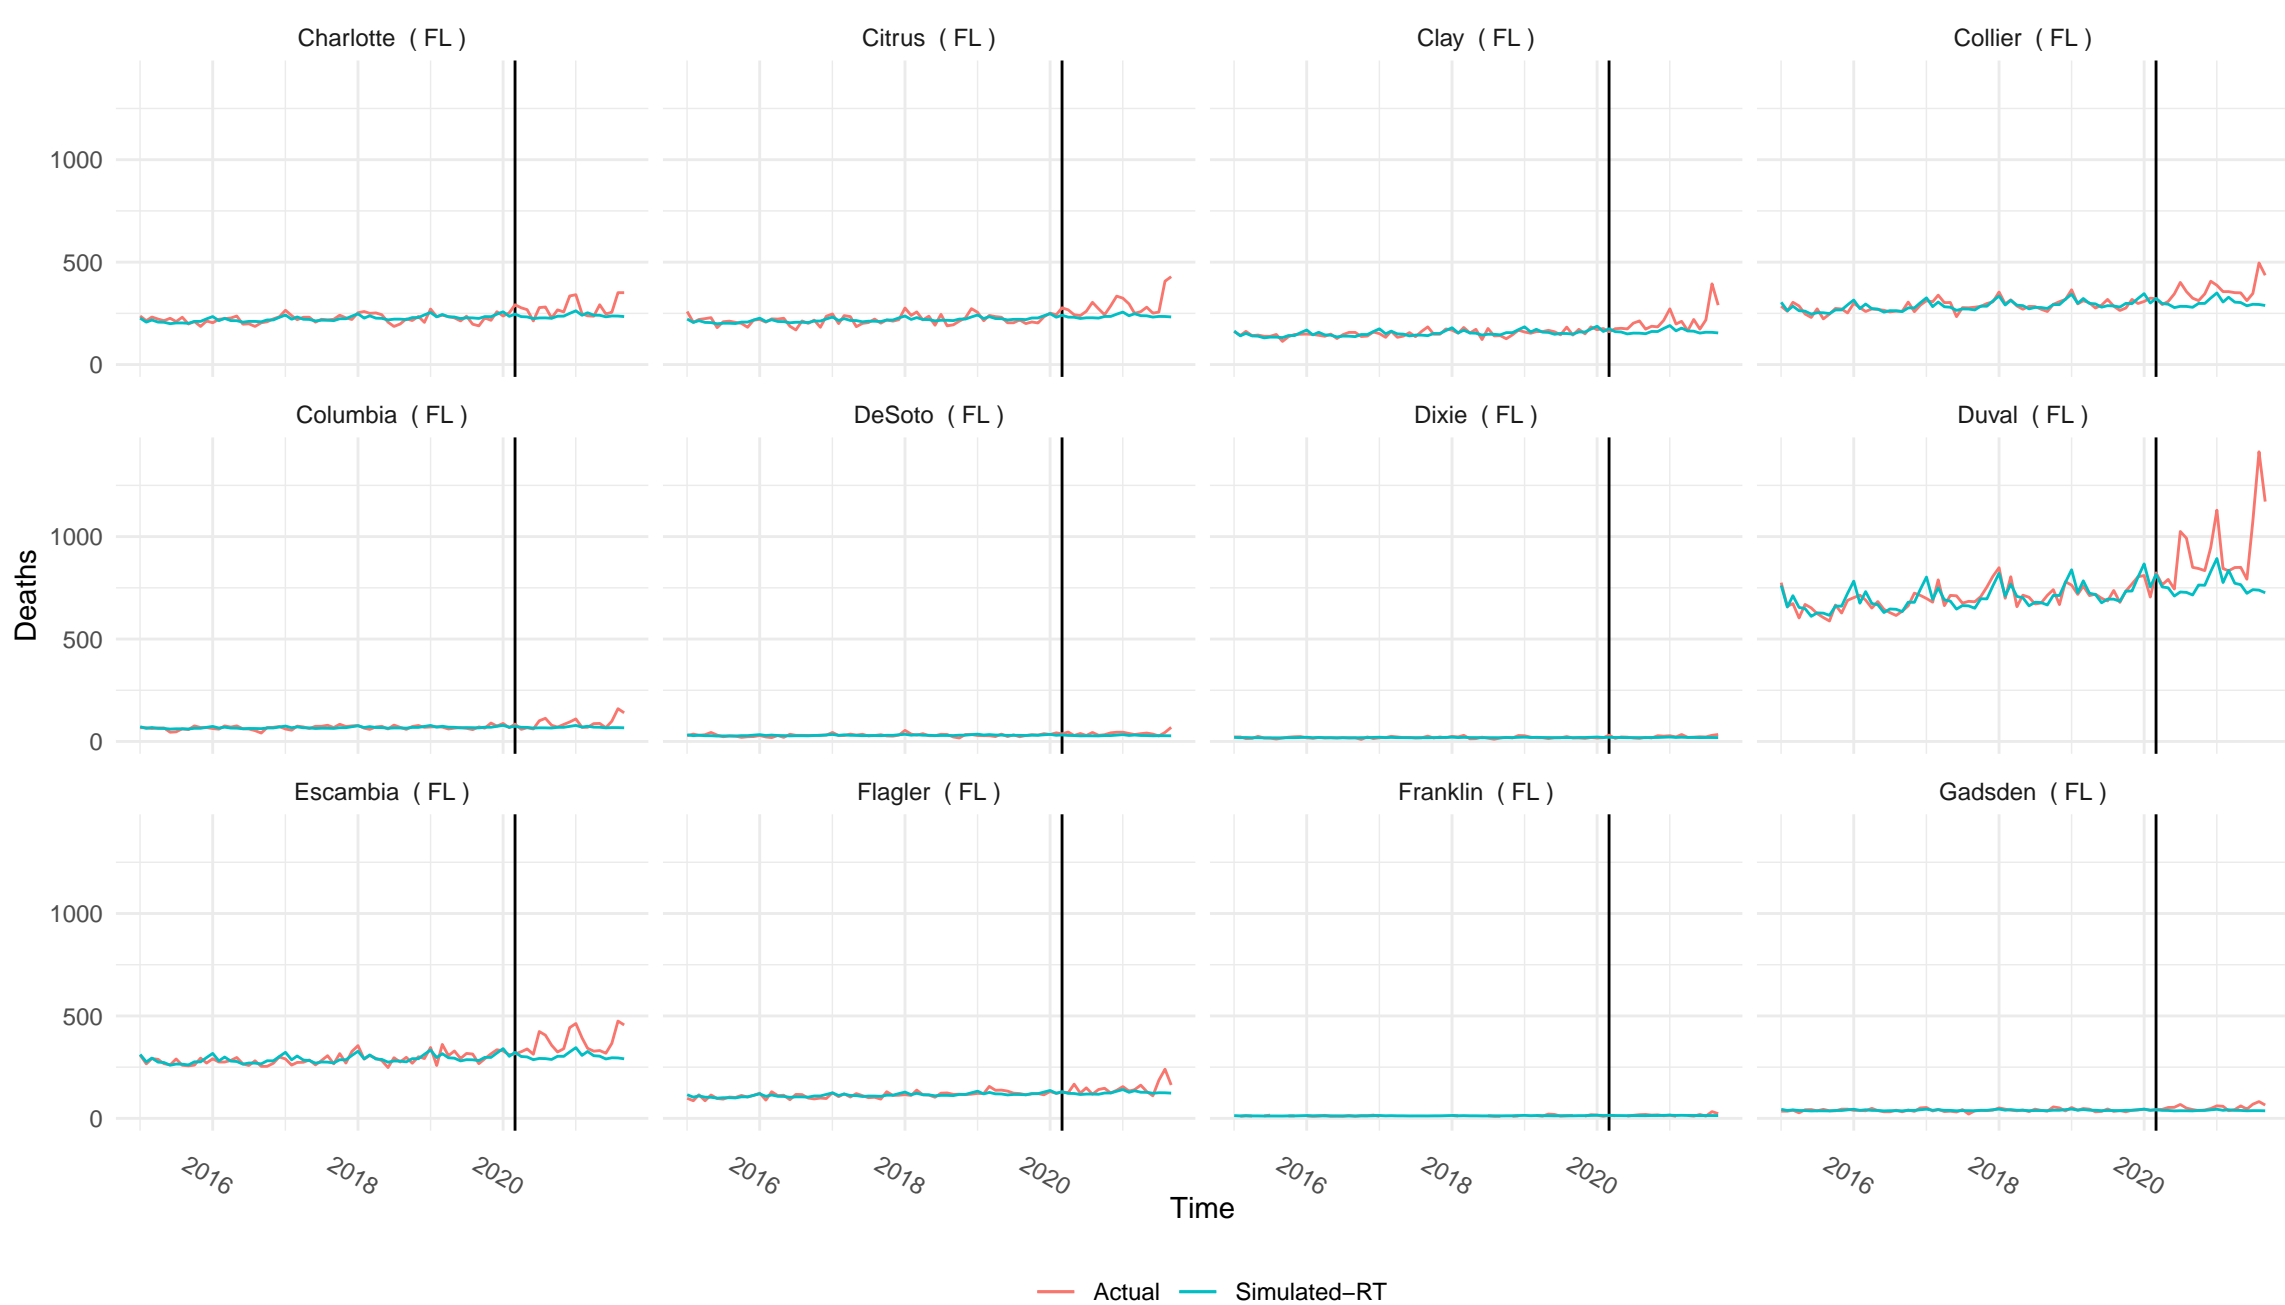 Charlotte ( FL )
Citrus ( FL )
Clay ( FL )
Collier ( FL )
1000
500
0
Columbia ( FL )
DeSoto ( FL )
Dixie ( FL )
Duval ( FL )
1000
500
0
Deaths
Escambia ( FL )
Flagler ( FL )
Franklin ( FL )
Gadsden ( FL )
1000
500
0
2016 2018 2020
2016 2018 2020
2016 2018 2020
2016 2018 2020
Time
Actual Simulated−RT